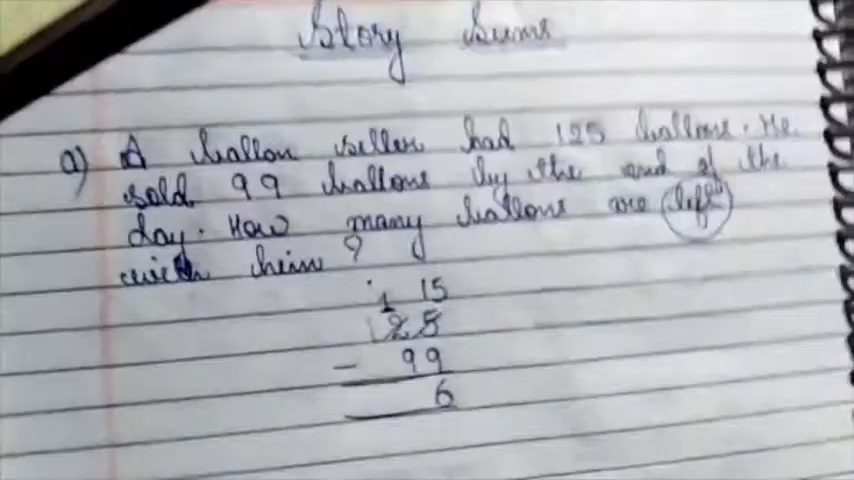 Story Sums
a) A ballon seller had 125 ballons. He
sold 99 ballons by the end of the
day. How many ballons are left
with him ?
1 15
125
- 99
6